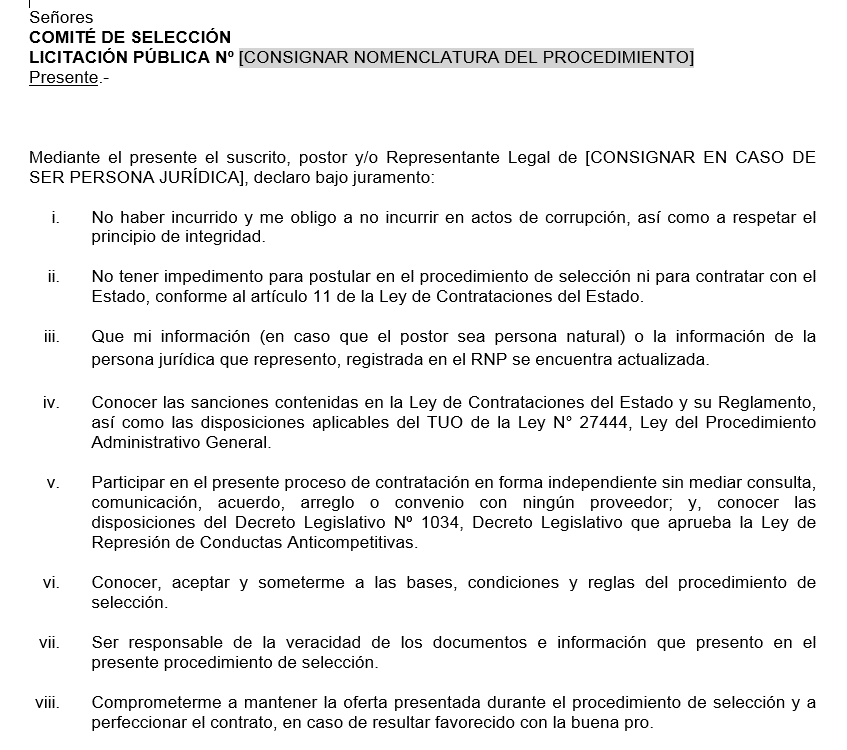 Señores
COMITÉ DE SELECCIÓN
LICITACIÓN PÚBLICA Nº [CONSIGNAR NOMENCLATURA DEL PROCEDIMIENTO]
Presente.-
Mediante el presente el suscrito, postor y/o Representante Legal de [CONSIGNAR EN CASO DE
SER PERSONA JURÍDICA], declaro bajo juramento:
i. No haber incurrido y me obligo a no incurrir en actos de corrupción, así como a respetar el
principio de integridad.
ii. No tener impedimento para postular en el procedimiento de selección ni para contratar con el
Estado, conforme al artículo 11 de la Ley de Contrataciones del Estado.
iii. Que mi información (en caso que el postor sea persona natural) o la información de la
persona jurídica que represento, registrada en el RNP se encuentra actualizada.
iv. Conocer las sanciones contenidas en la Ley de Contrataciones del Estado y su Reglamento,
así como las disposiciones aplicables del TUO de la Ley N° 27444, Ley del Procedimiento
Administrativo General.
v. Participar en el presente proceso de contratación en forma independiente sin mediar consulta,
comunicación, acuerdo, arreglo o convenio con ningún proveedor; y, conocer las
disposiciones del Decreto Legislativo Nº 1034, Decreto Legislativo que aprueba la Ley de
Represión de Conductas Anticompetitivas.
vi. Conocer, aceptar y someterme a las bases, condiciones y reglas del procedimiento de
selección.
vii. Ser responsable de la veracidad de los documentos e información que presento en el
presente procedimiento de selección.
viii. Comprometerme a mantener la oferta presentada durante el procedimiento de selección y a
perfeccionar el contrato, en caso de resultar favorecido con la buena pro.